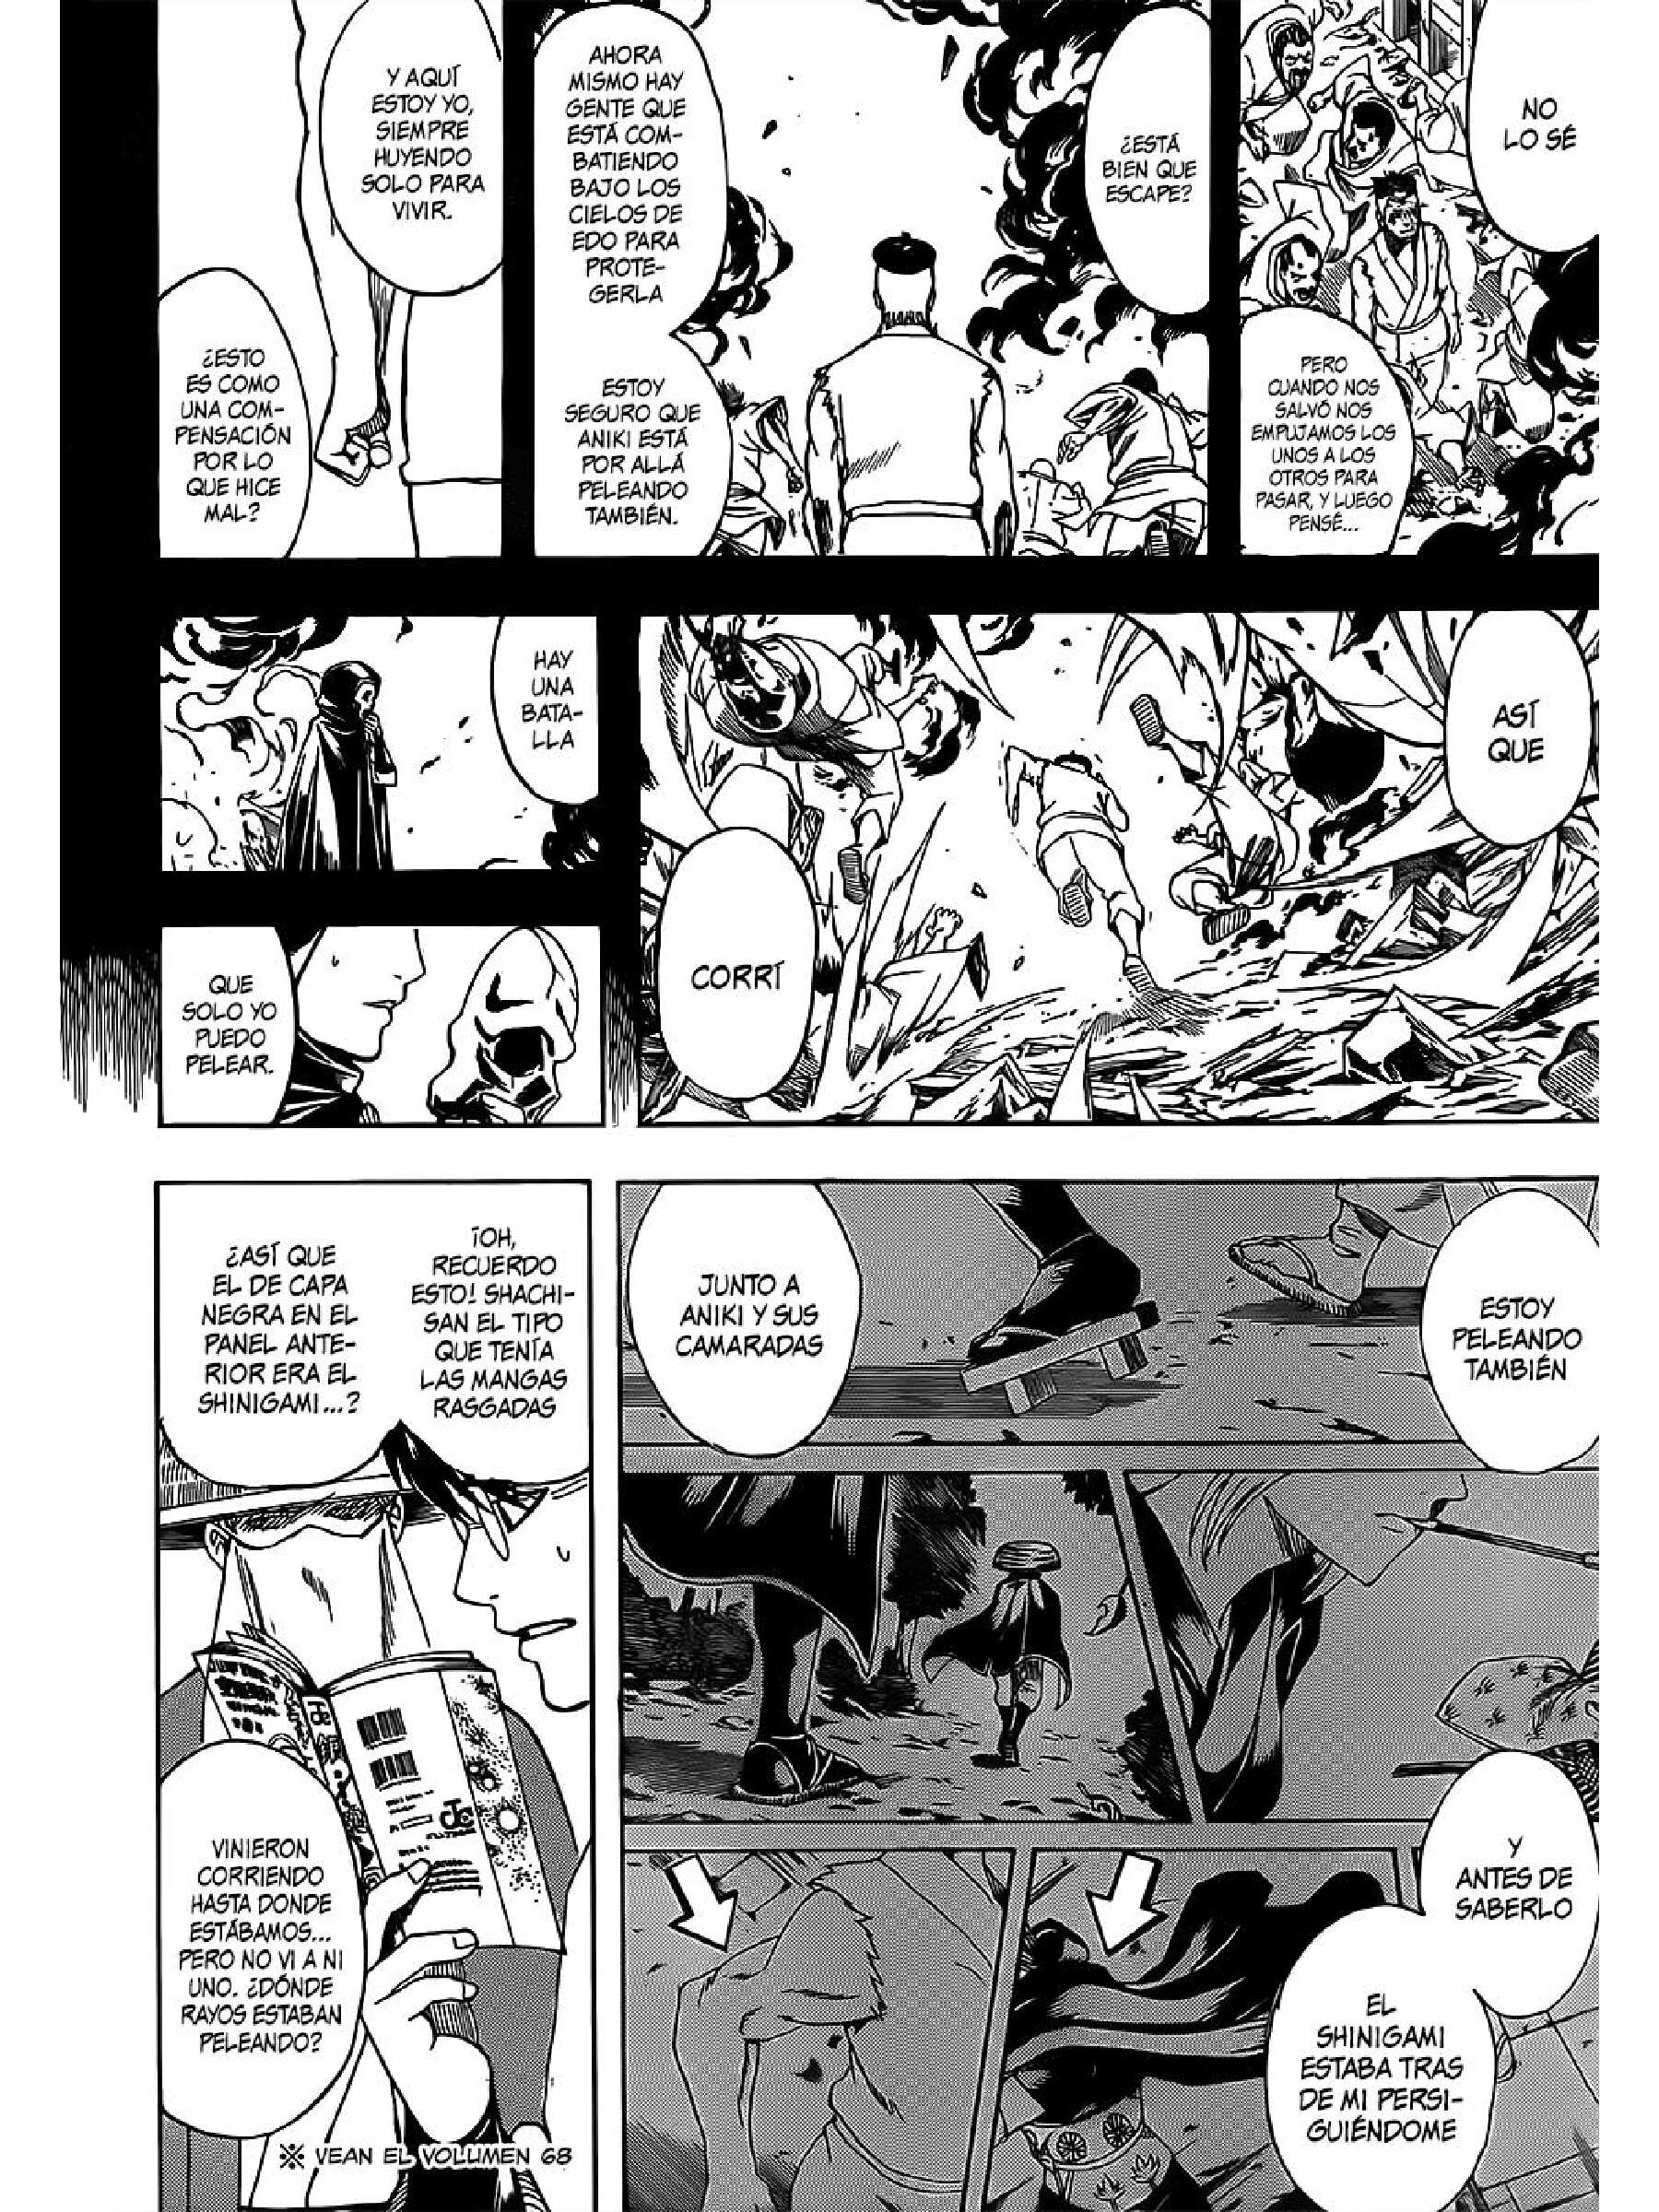 NO
LO SÉ
PERO
CUANDO NOS
SALVÓ NOS
EMPUJAMOS LOS
UNOS A LOS
OTROS PARA
PASAR, Y LUEGO
PENSÉ...
¿ESTÁ
BIEN QUE
ESCAPE?
AHORA
MISMO HAY
GENTE QUE
ESTÁ COM-
BATIENDO
BAJO LOS
CIELOS DE
EDO PARA
PROTE-
GERLA
ESTOY
SEGURO QUE
ANIKI ESTÁ
POR ALLÁ
PELEANDO
TAMBIÉN.
Y AQUÍ
ESTOY YO,
SIEMPRE
HUYENDO
SOLO PARA
VIVIR.
¿ESTO
ES COMO
UNA COM-
PENSACIÓN
POR LO
QUE HICE
MAL?
ASÍ
QUE
CORRÍ
HAY
UNA
BATA-
LLA
QUE
SOLO YO
PUEDO
PELEAR.
ESTOY
PELEANDO
TAMBIÉN
JUNTO A
ANIKI Y SUS
CAMARADAS
Y
ANTES DE
SABERLO
EL
SHINIGAMI
ESTABA TRAS
DE MI PERSI-
GUIÉNDOME
¡OH,
RECUERDO
ESTO! SHACHI-
SAN EL TIPO
QUE TENÍA
LAS MANGAS
RASGADAS
¿ASÍ QUE
EL DE CAPA
NEGRA EN EL
PANEL ANTE-
RIOR ERA EL
SHINIGAMI...?
VINIERON
CORRIENDO
HASTA DONDE
ESTÁBAMOS...
PERO NO VI A NI
UNO. ¿DÓNDE
RAYOS ESTABAN
PELEANDO?
※ VEAN EL VOLUMEN 68